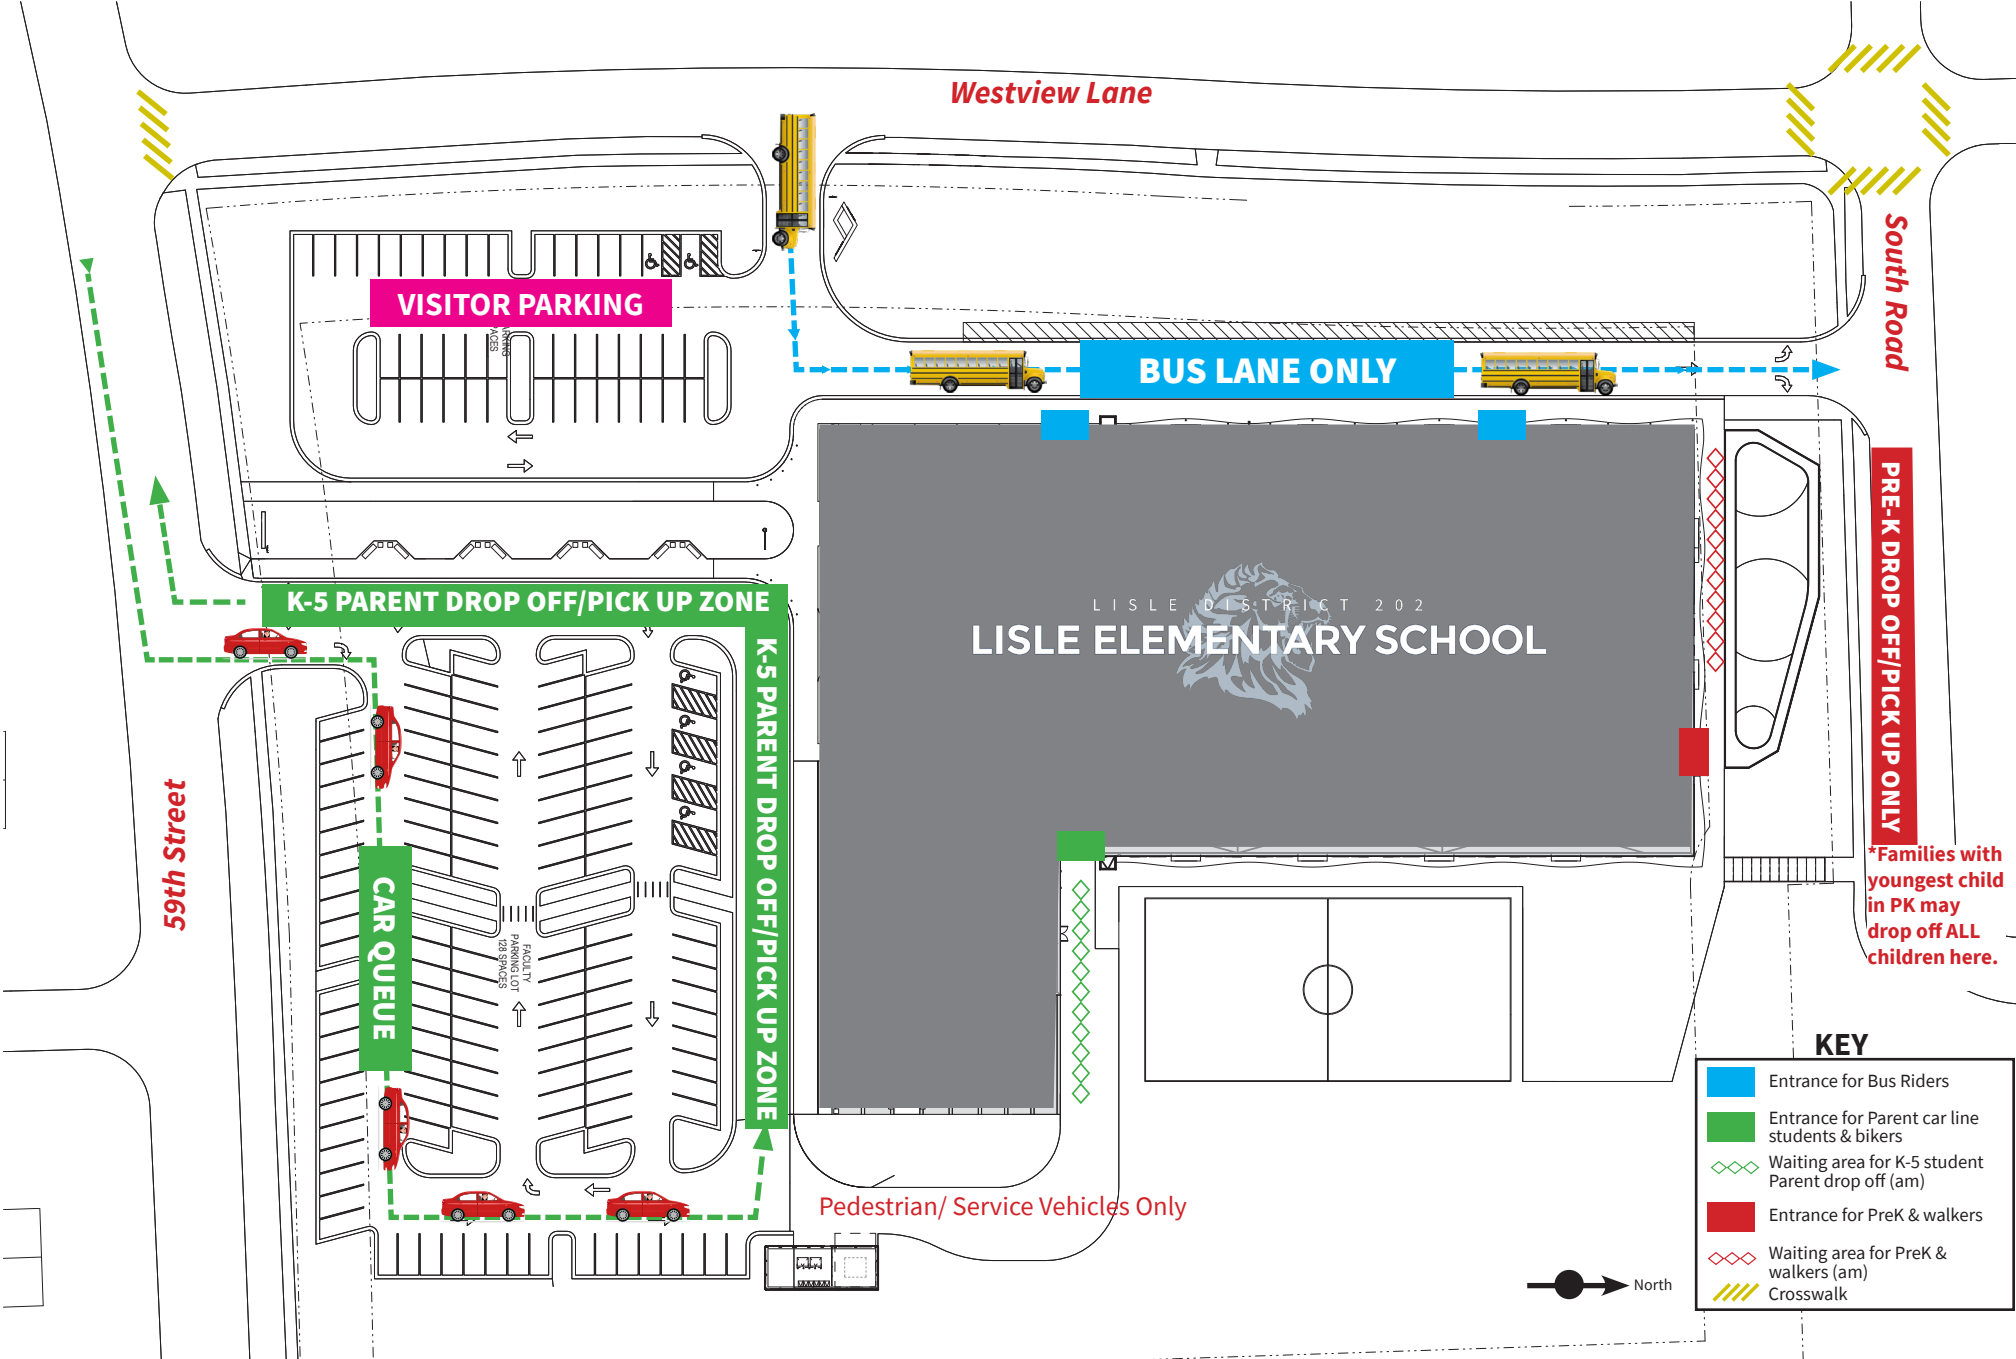 Westview Lane
South Road
VISITOR PARKING
ARKING
ACES
BUS LANE ONLY
K-5 PARENT DROP OFF/PICK UP ZONE
K-5 PARENT DROP OFF/PICK UP ZONE
LISLE DISTRICT 202
LISLE ELEMENTARY SCHOOL
PRE-K DROP OFF/PICK UP ONLY
*Families with
youngest child
in PK may
drop off ALL
children here.
59th Street
CAR QUEUE
FACULTY
PARKING LOT
128 SPACES
Pedestrian/ Service Vehicles Only
North
KEY
Entrance for Bus Riders
Entrance for Parent car line
students & bikers
Waiting area for K-5 student
Parent drop off (am)
Entrance for PreK & walkers
Waiting area for PreK &
walkers (am)
Crosswalk